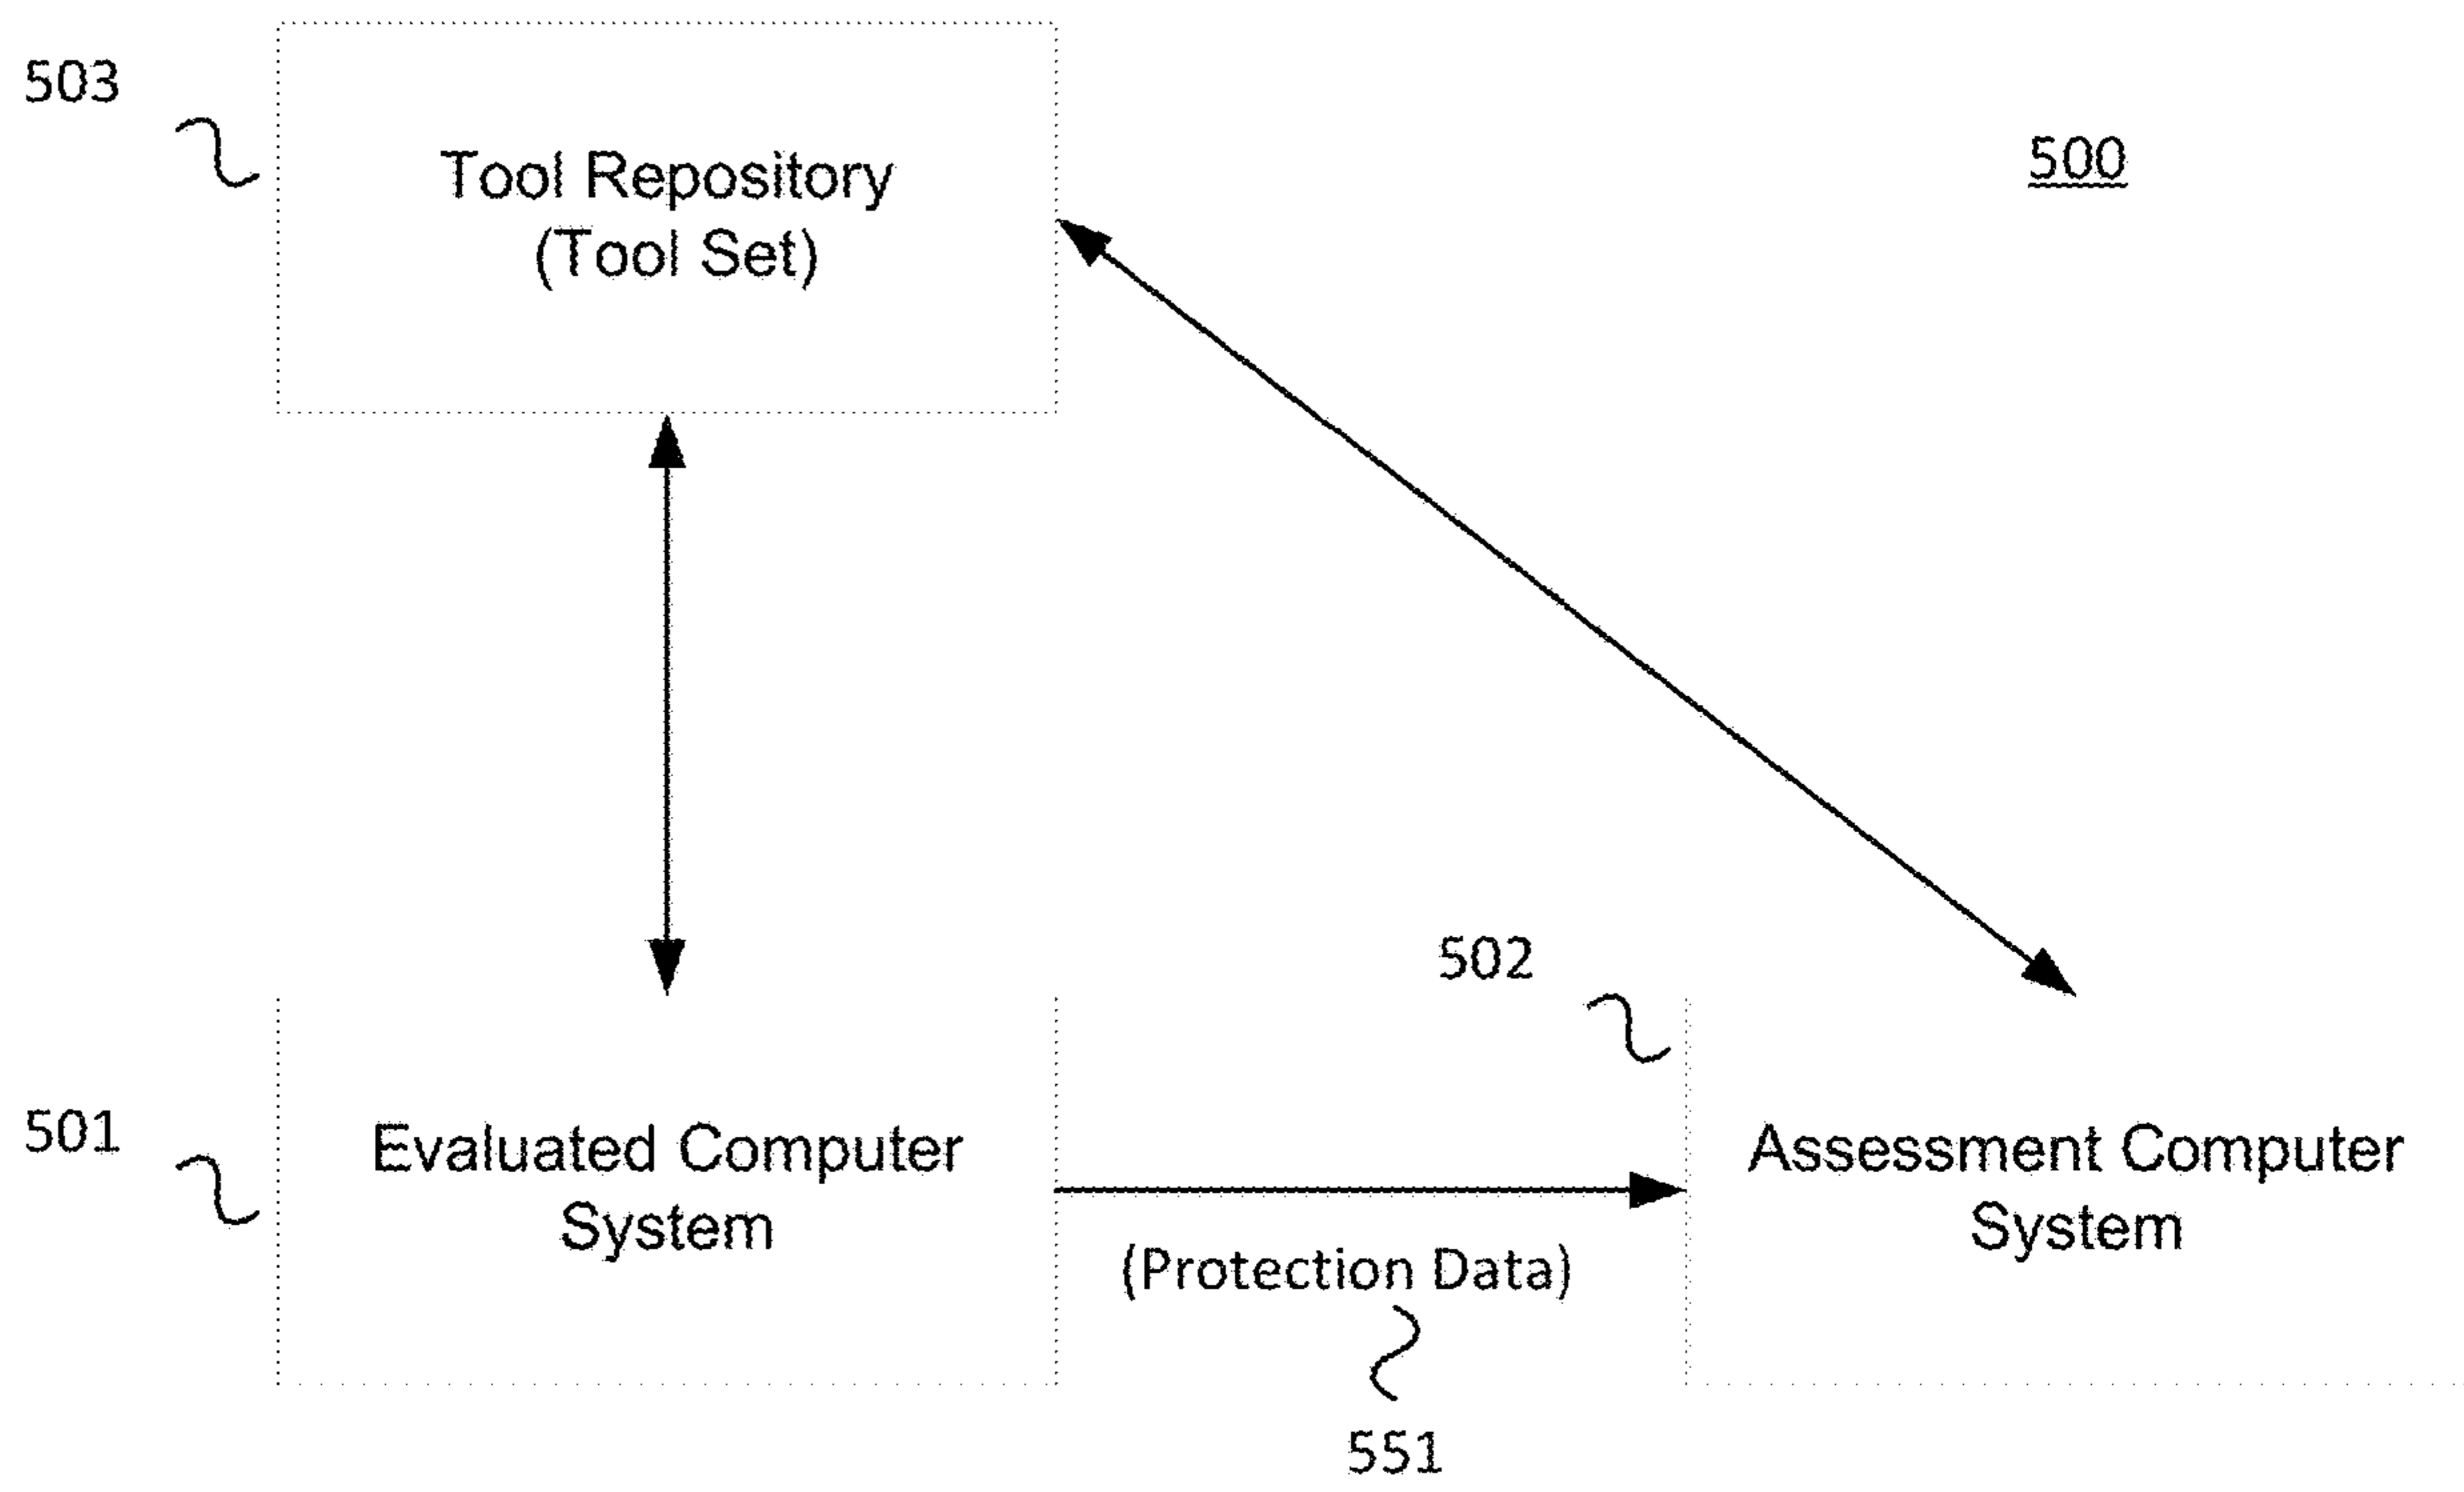 503
Tool Repository
(Tool Set)
500
502
501
Evaluated Computer
System
(Protection Data)
Assessment Computer
System
551